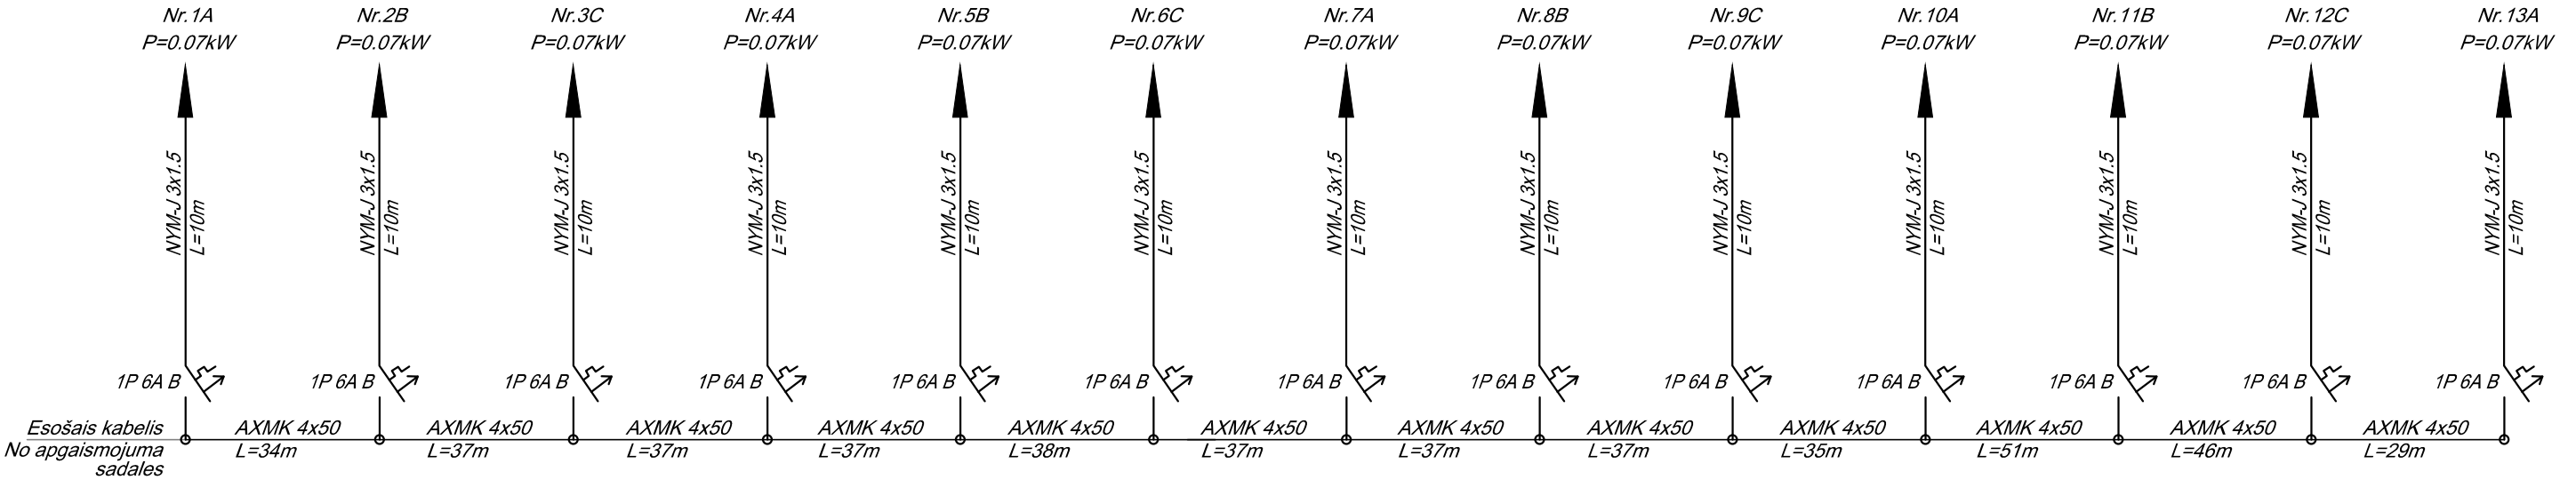 Nr.1A Nr.2B Nr.3C Nr.4A Nr.5B Nr.6C Nr.7A Nr.8B Nr.9C Nr.10A Nr.11B Nr.12C Nr.13A
P=0.07kW P=0.07kW P=0.07kW P=0.07kW P=0.07kW P=0.07kW P=0.07kW P=0.07kW P=0.07kW P=0.07kW P=0.07kW P=0.07kW P=0.07kW
NYM-J 3x1.5
L=10m
NYM-J 3x1.5
L=10m
NYM-J 3x1.5
L=10m
NYM-J 3x1.5
L=10m
NYM-J 3x1.5
L=10m
NYM-J 3x1.5
L=10m
NYM-J 3x1.5
L=10m
NYM-J 3x1.5
L=10m
NYM-J 3x1.5
L=10m
NYM-J 3x1.5
L=10m
NYM-J 3x1.5
L=10m
NYM-J 3x1.5
L=10m
NYM-J 3x1.5
L=10m
1P 6A B 1P 6A B 1P 6A B 1P 6A B 1P 6A B 1P 6A B 1P 6A B 1P 6A B 1P 6A B 1P 6A B 1P 6A B 1P 6A B 1P 6A B
Esošais kabelis AXMK 4x50 AXMK 4x50 AXMK 4x50 AXMK 4x50 AXMK 4x50 AXMK 4x50 AXMK 4x50 AXMK 4x50 AXMK 4x50 AXMK 4x50 AXMK 4x50 AXMK 4x50
No apgaismojuma L=34m L=37m L=37m L=37m L=38m L=37m L=37m L=37m L=35m L=51m L=46m L=29m
sadales